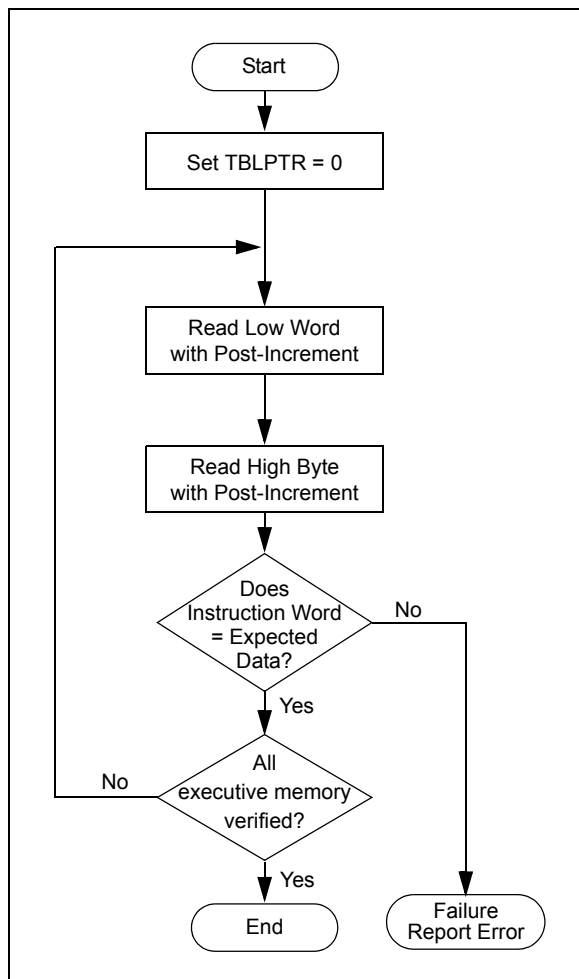 Start
Set TBLPTR = 0
Read Low Word
with Post-Increment
Read High Byte
with Post-Increment
Does
Instruction Word
= Expected
Data?
No
Yes
All
executive memory
verified?
No
Yes
End
Failure
Report Error